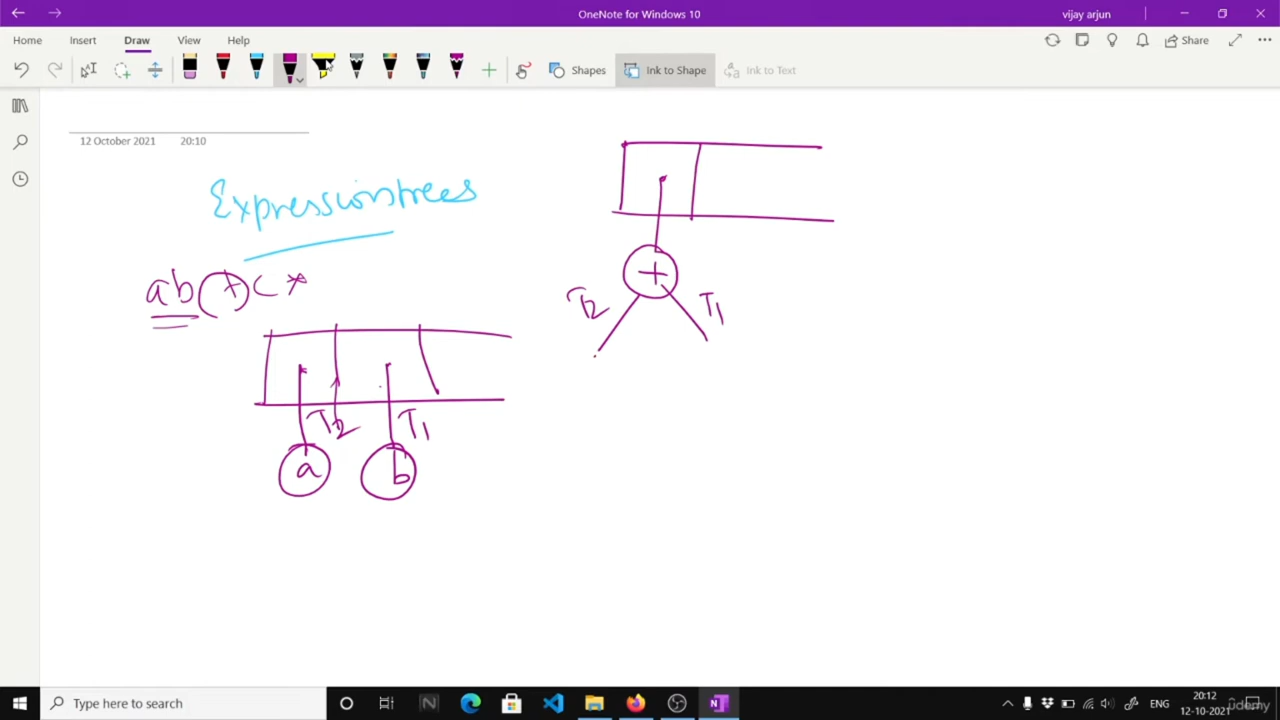 OneNote for Windows 10
vijay arjun
Home Insert Draw View Help
Share
Shapes
Ink to Shape
Ink to Text
12 October 2021 20:10
Expressiontrees
ab + c *
T2 T1
a b
+
T2 T1
Type here to search
N
ENG
20:12
12-10-2021
udemy